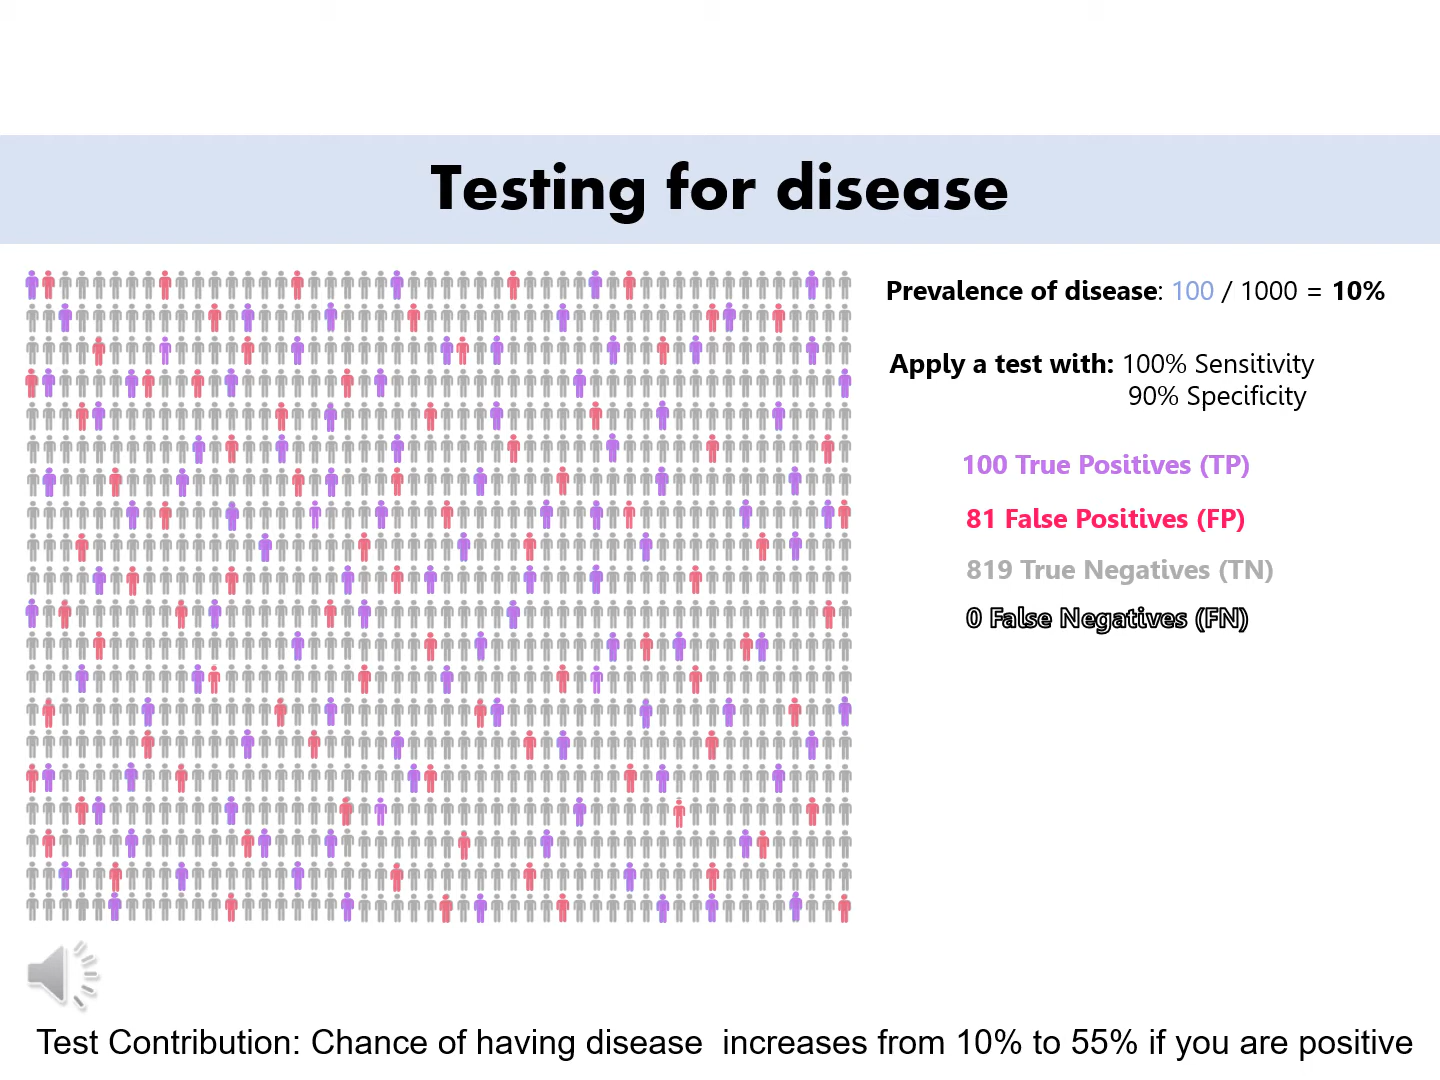 Testing for disease
Prevalence of disease: 100 / 1000 = 10%
Apply a test with: 100% Sensitivity
90% Specificity
100 True Positives (TP)
81 False Positives (FP)
819 True Negatives (TN)
0 False Negatives (FN)
Test Contribution: Chance of having disease  increases from 10% to 55% if you are positive